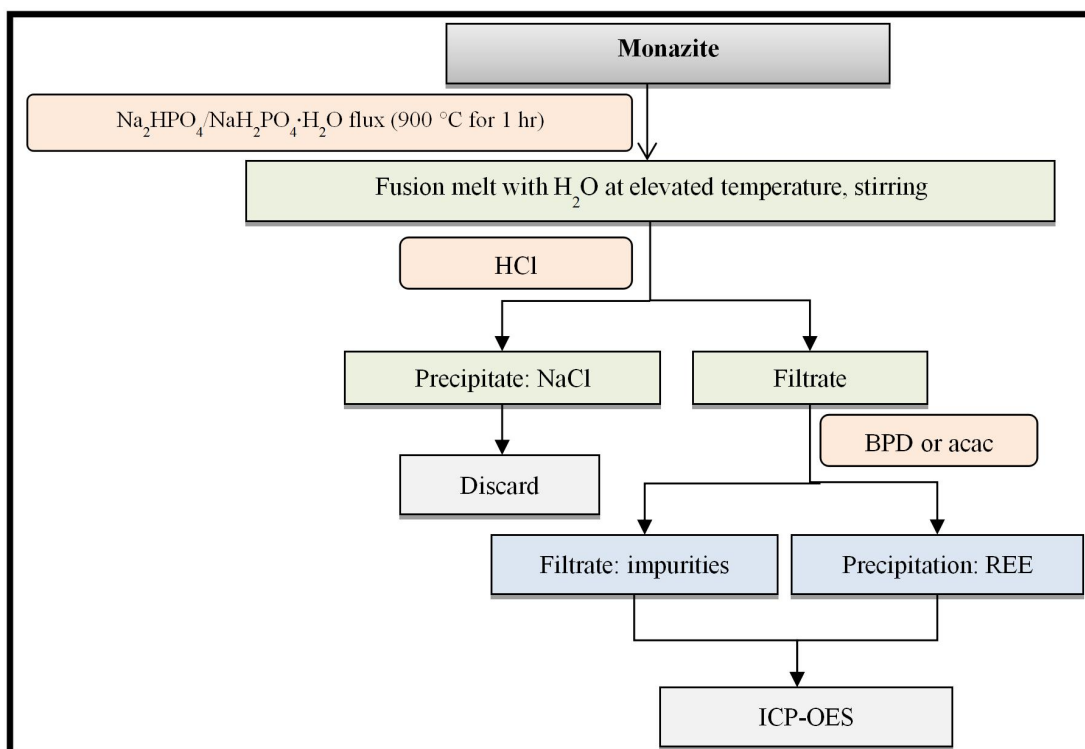 Monazite
Na₂HPO₄/NaH₂PO₄·H₂O flux (900 °C for 1 hr)
Fusion melt with H₂O at elevated temperature, stirring
HCl
Precipitate: NaCl
Filtrate
BPD or acac
Discard
Filtrate: impurities
Precipitation: REE
ICP-OES